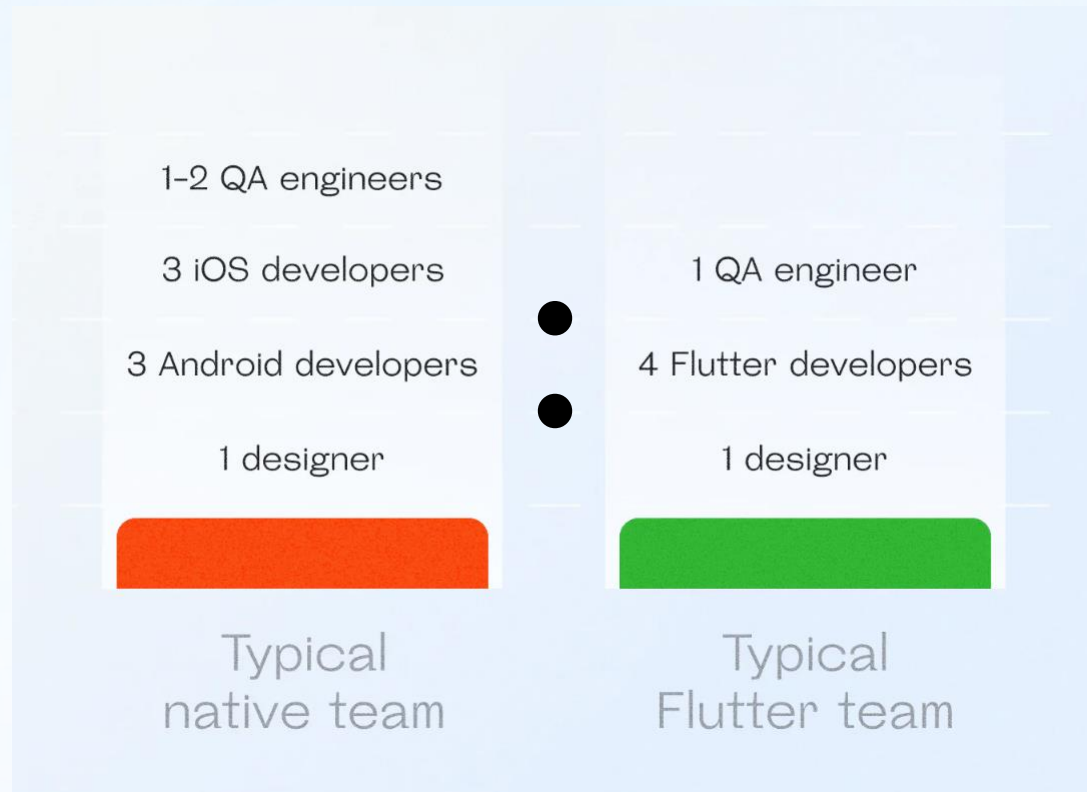 1-2 QA engineers
3 iOS developers
3 Android developers
1 designer
Typical
native team
1 QA engineer
4 Flutter developers
1 designer
Typical
Flutter team